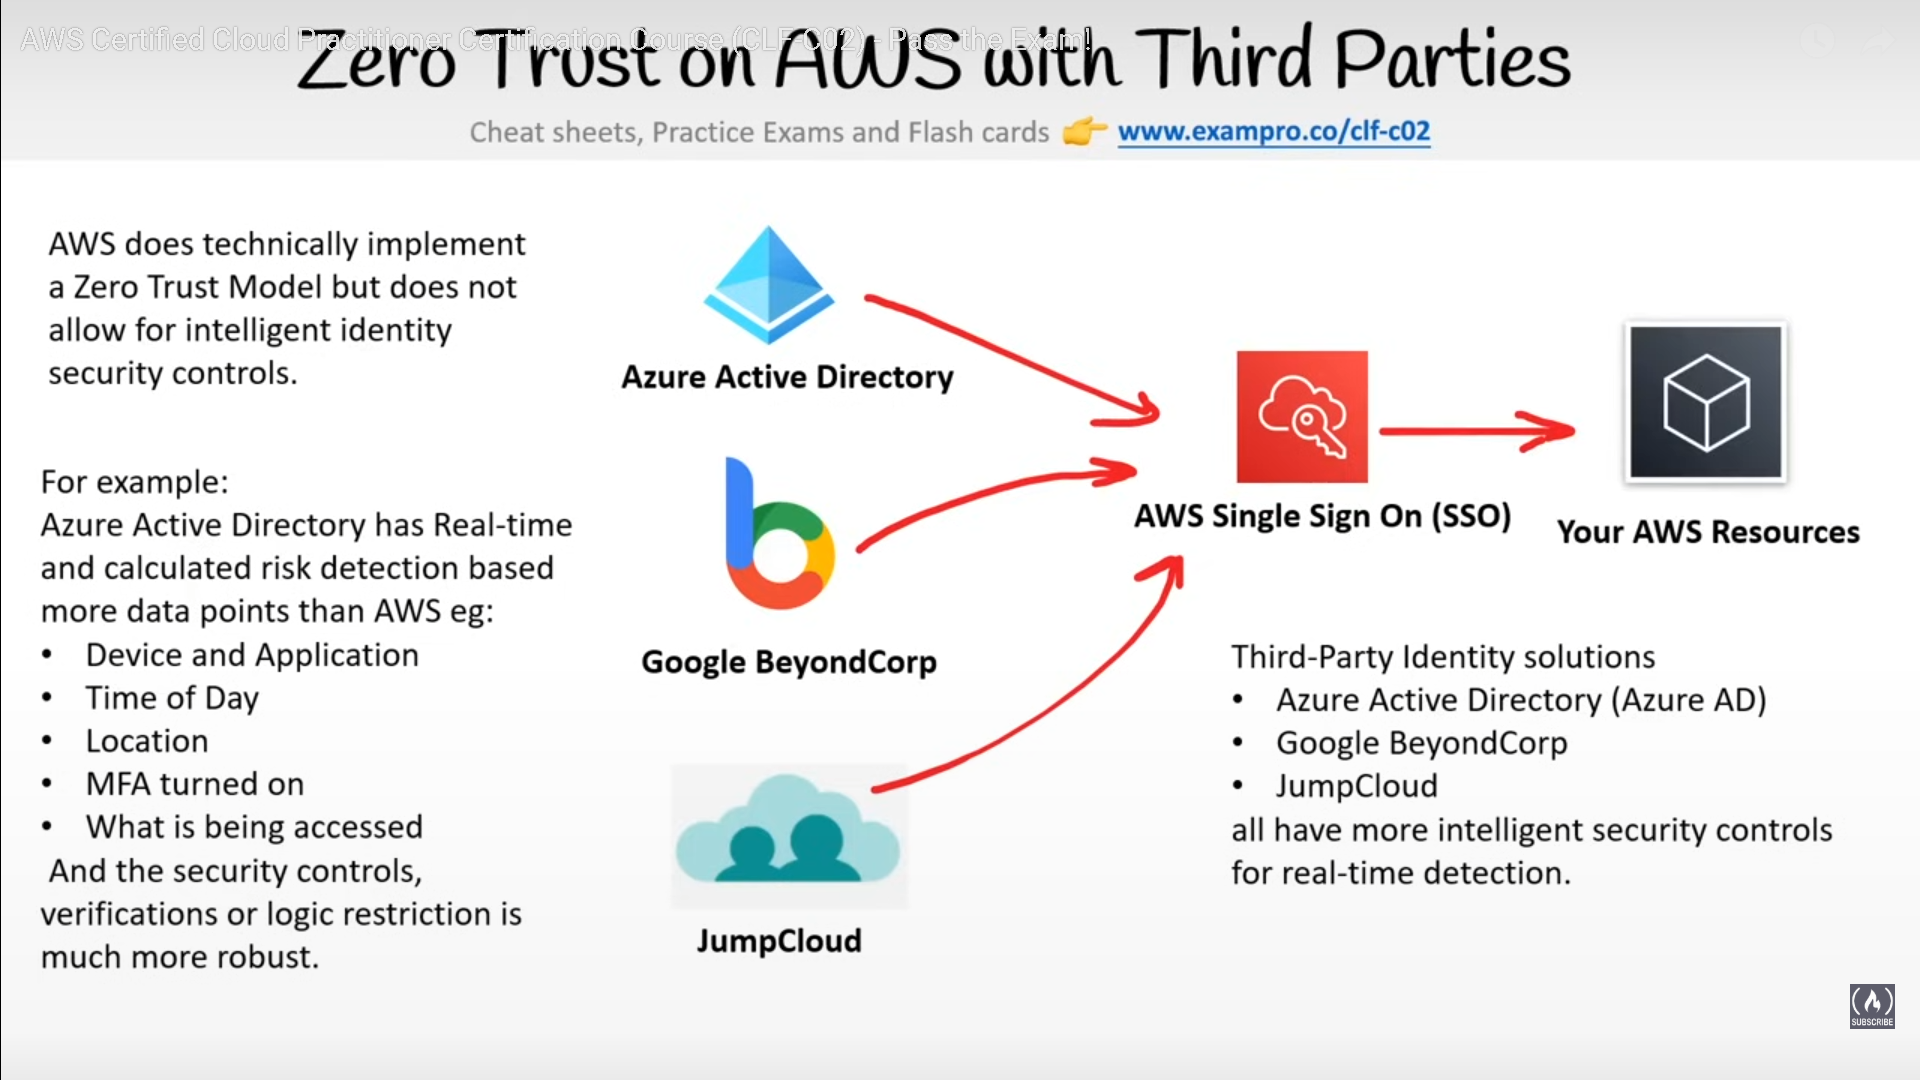 AWS Certified Cloud Practitioner Certification Course (CLF-C02) - Pass the Exam!
Zero Trust on AWS with Third Parties
Cheat sheets, Practice Exams and Flash cards 👉 www.exampro.co/clf-c02
AWS does technically implement
a Zero Trust Model but does not
allow for intelligent identity
security controls.
For example:
Azure Active Directory has Real-time
and calculated risk detection based
more data points than AWS eg:
• Device and Application
• Time of Day
• Location
• MFA turned on
• What is being accessed
And the security controls,
verifications or logic restriction is
much more robust.
Azure Active Directory
Google BeyondCorp
JumpCloud
AWS Single Sign On (SSO)
Your AWS Resources
Third-Party Identity solutions
• Azure Active Directory (Azure AD)
• Google BeyondCorp
• JumpCloud
all have more intelligent security controls
for real-time detection.
SUBSCRIBE